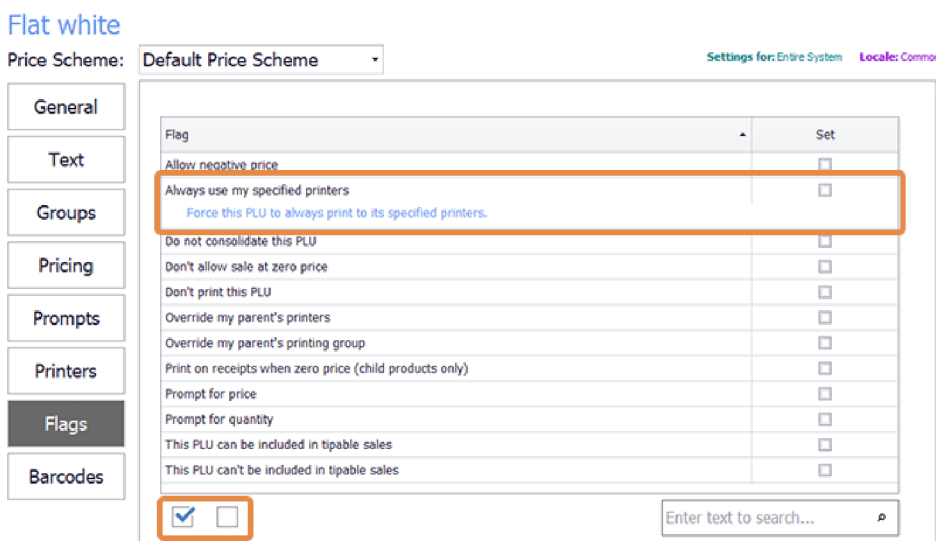 Flat white
Price Scheme: Default Price Scheme
Settings for: Entire System Locale: Commo
General
Text
Groups
Pricing
Prompts
Printers
Flags
Barcodes
Flag Set
Allow negative price
Always use my specified printers
Force this PLU to always print to its specified printers.
Do not consolidate this PLU
Don't allow sale at zero price
Don't print this PLU
Override my parent's printers
Override my parent's printing group
Print on receipts when zero price (child products only)
Prompt for price
Prompt for quantity
This PLU can be included in tipable sales
This PLU can't be included in tipable sales
Enter text to search...